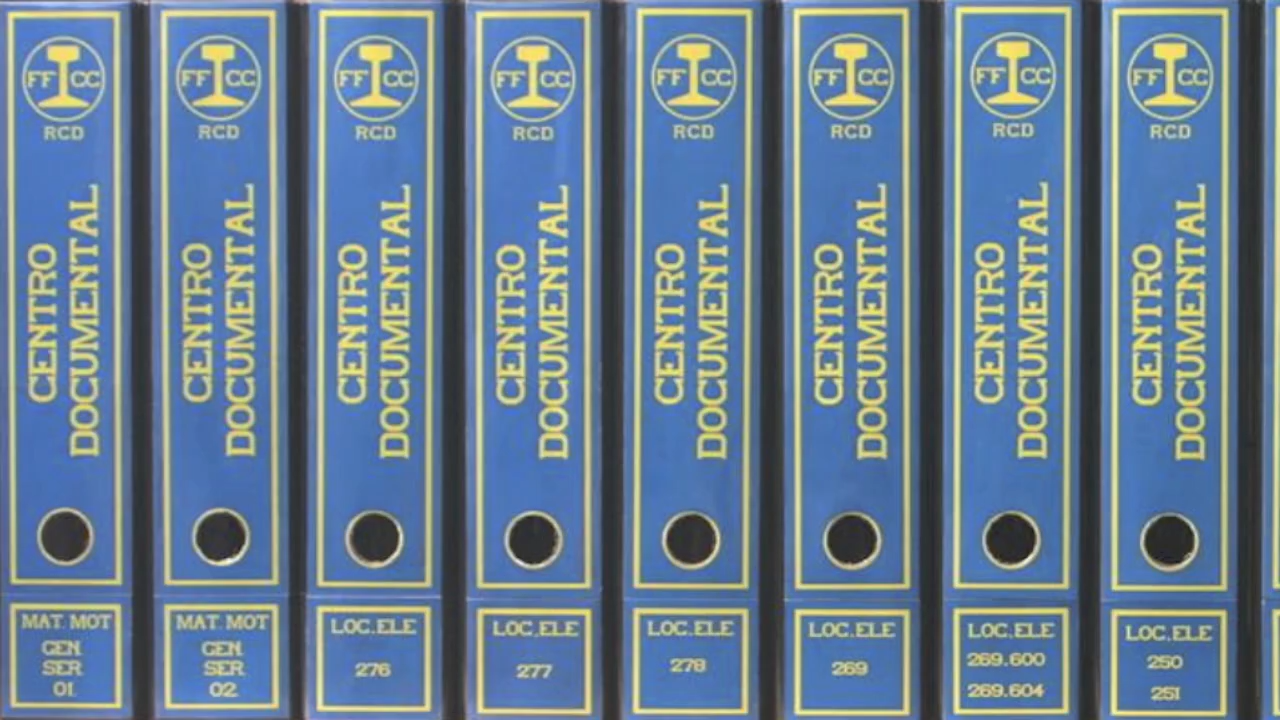 FF CC
RCD
CENTRO
DOCUMENTAL
MAT. MOT
GEN.
SER.
01.
FF CC
RCD
CENTRO
DOCUMENTAL
MAT. MOT
GEN.
SER.
02.
FF CC
RCD
CENTRO
DOCUMENTAL
LOC.ELE
276
FF CC
RCD
CENTRO
DOCUMENTAL
LOC.ELE
277
FF CC
RCD
CENTRO
DOCUMENTAL
LOC.ELE
278
FF CC
RCD
CENTRO
DOCUMENTAL
LOC.ELE
269
FF CC
RCD
CENTRO
DOCUMENTAL
LOC.ELE
269.600
269.604
FF CC
RCD
CENTRO
DOCUMENTAL
LOC.ELE
250
251